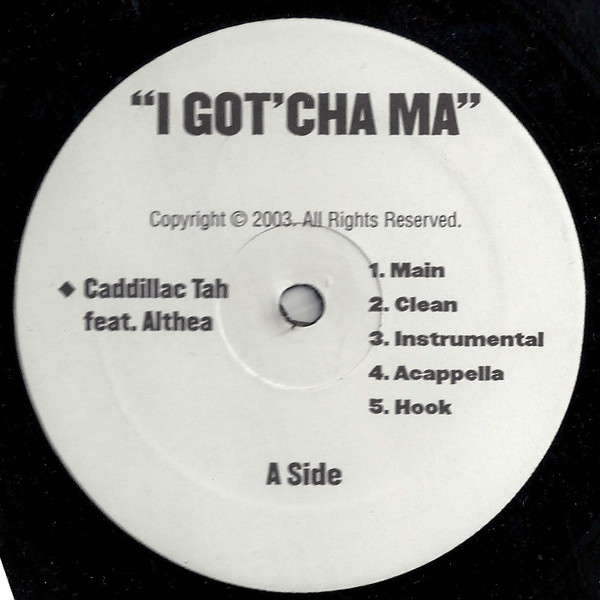 “I GOT’CHA MA”
Copyright © 2003. All Rights Reserved.
◆ Caddillac Tah
feat. Althea
1. Main
2. Clean
3. Instrumental
4. Acappella
5. Hook
A Side